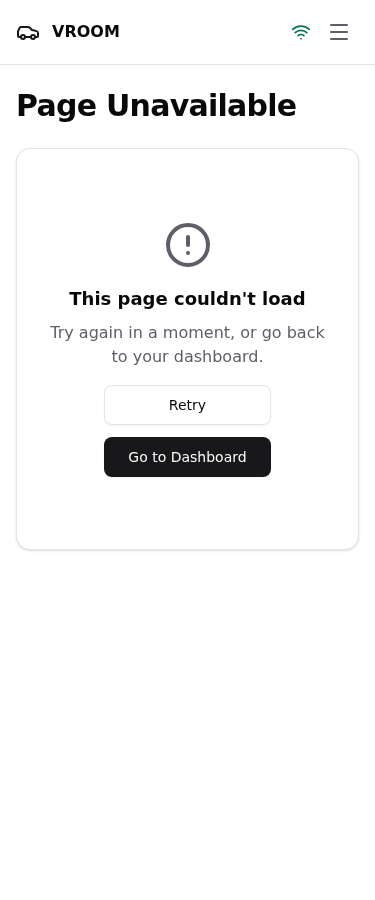 VROOM
Page Unavailable
This page couldn't load
Try again in a moment, or go back
to your dashboard.
Retry
Go to Dashboard